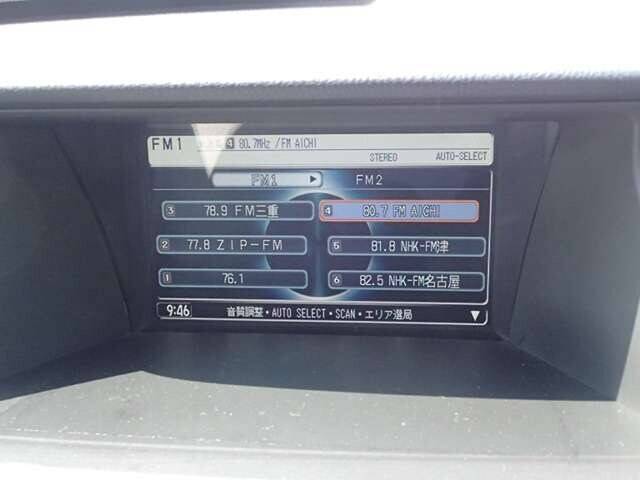 FM1 4 80.7MHz /FM AICHI
STEREO AUTO-SELECT
FM1 ▶ FM2
3 78.9 FM三重
4 80.7 FM AICHI
2 77.8 ZIP-FM
5 81.8 NHK-FM津
1 76.1
6 82.5 NHK-FM名古屋
9:46 音質調整・AUTO SELECT・SCAN・エリア選局 ▼